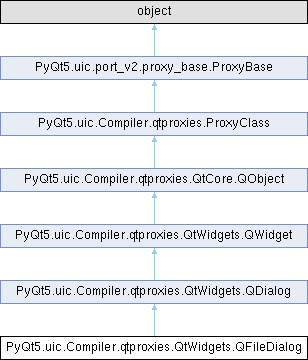 object
PyQt5.uic.port_v2.proxy_base.ProxyBase
PyQt5.uic.Compiler.qtproxies.ProxyClass
PyQt5.uic.Compiler.qtproxies.QtCore.QObject
PyQt5.uic.Compiler.qtproxies.QtWidgets.QWidget
PyQt5.uic.Compiler.qtproxies.QtWidgets.QDialog
PyQt5.uic.Compiler.qtproxies.QtWidgets.QFileDialog